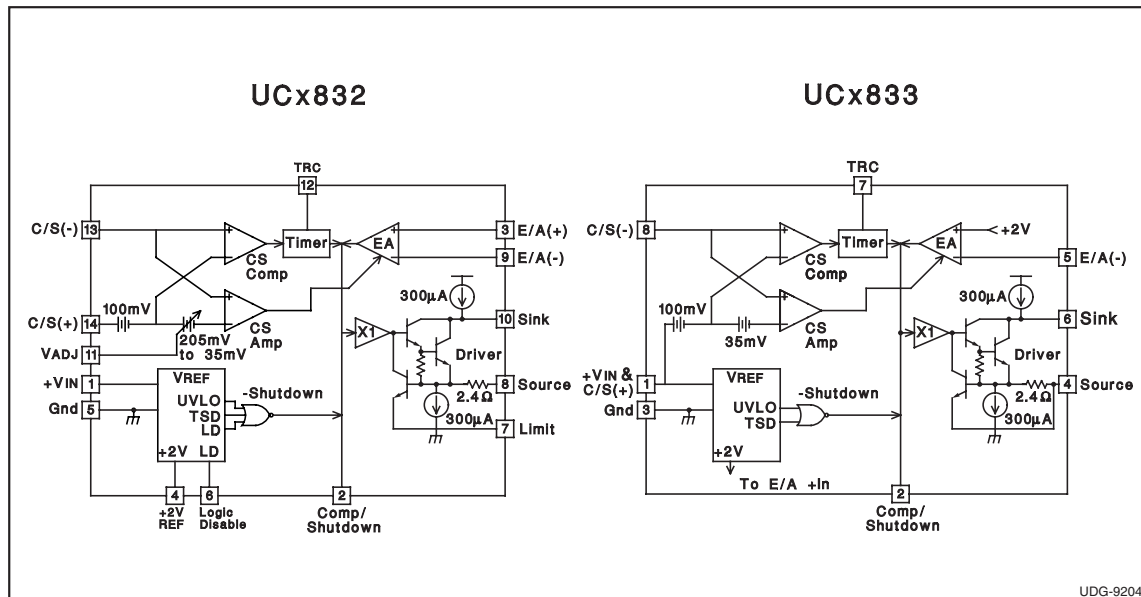 UCx832
TRC
12
C/S(-)
13
+
−
CS
Comp
Timer
EA
+
−
3
E/A(+)
9
E/A(-)
100mV
C/S(+)
14
205mV
to 35mV
+
−
CS
Amp
300µA
10
Sink
VADJ
11
X1
Driver
+VIN
1
Gnd
5
VREF
UVLO
TSD
LD
+2V
LD
-Shutdown
2.4Ω
8
Source
300µA
7
Limit
4
+2V
REF
6
Logic
Disable
2
Comp/
Shutdown
UCx833
TRC
7
C/S(-)
8
+
−
CS
Comp
Timer
EA
+
−
+2V
5
E/A(-)
100mV
35mV
+
−
CS
Amp
300µA
6
Sink
X1
Driver
+VIN &
C/S(+)
1
Gnd
3
VREF
UVLO
TSD
+2V
-Shutdown
2.4Ω
4
Source
300µA
To E/A +In
2
Comp/
Shutdown
UDG-9204